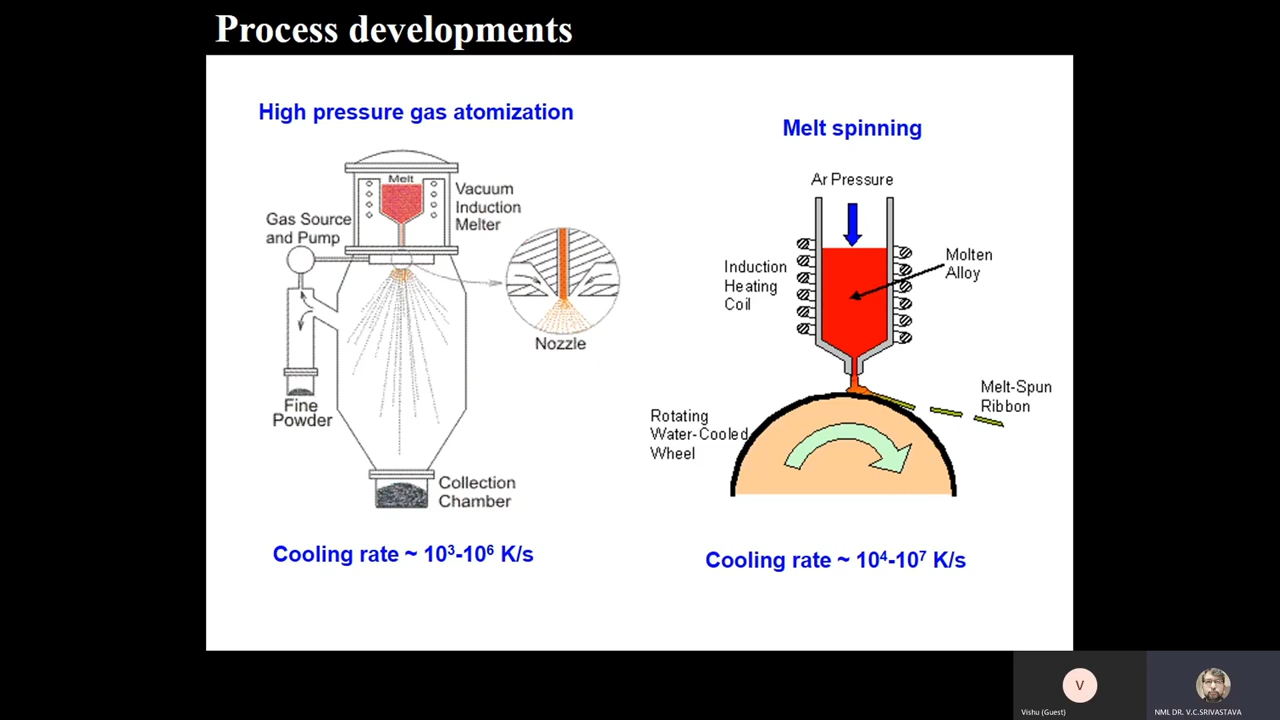 Process developments
High pressure gas atomization
Melt
Vacuum
Induction
Melter
Gas Source
and Pump
Nozzle
Fine
Powder
Collection
Chamber
Cooling rate ~ 10³-10⁶ K/s
Melt spinning
Ar Pressure
Induction
Heating
Coil
Molten
Alloy
Melt-Spun
Ribbon
Rotating
Water-Cooled
Wheel
Cooling rate ~ 10⁴-10⁷ K/s
V
Vishu (Guest)
NML DR. V.C.SRIVASTAVA